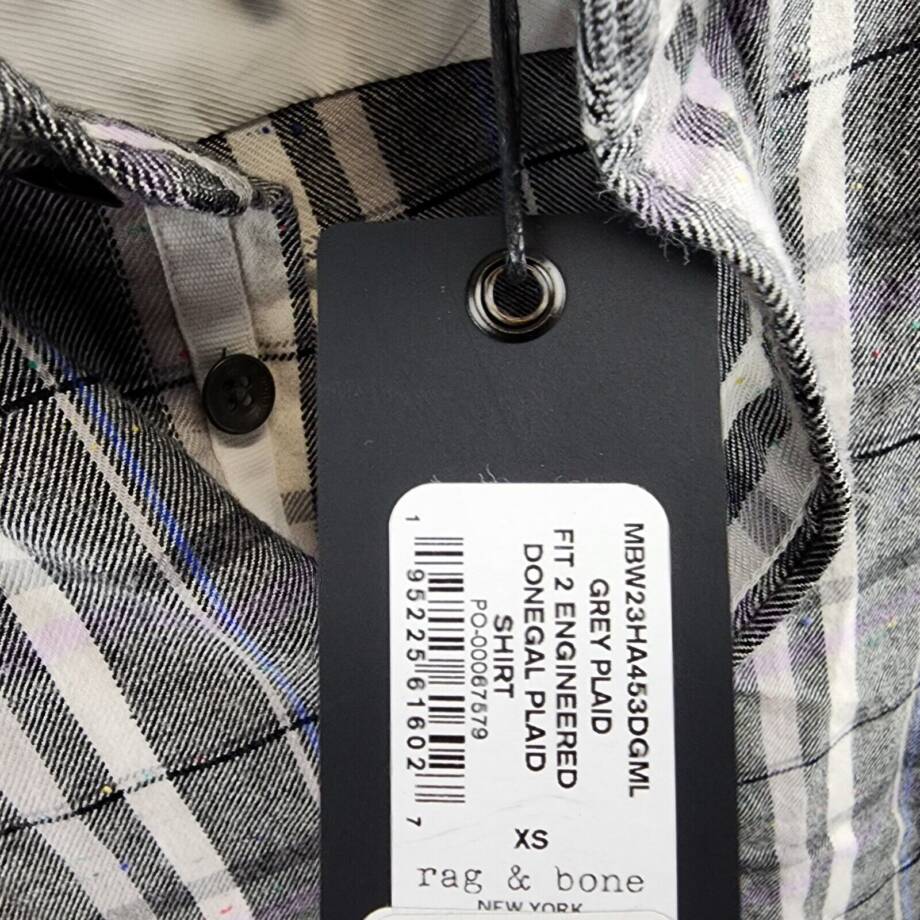 MBW23HA453DGML
GREY PLAID
FIT 2 ENGINEERED
DONEGAL PLAID
SHIRT
PO-000067579
1 95225 61602 7
XS
rag & bone
NEW YORK